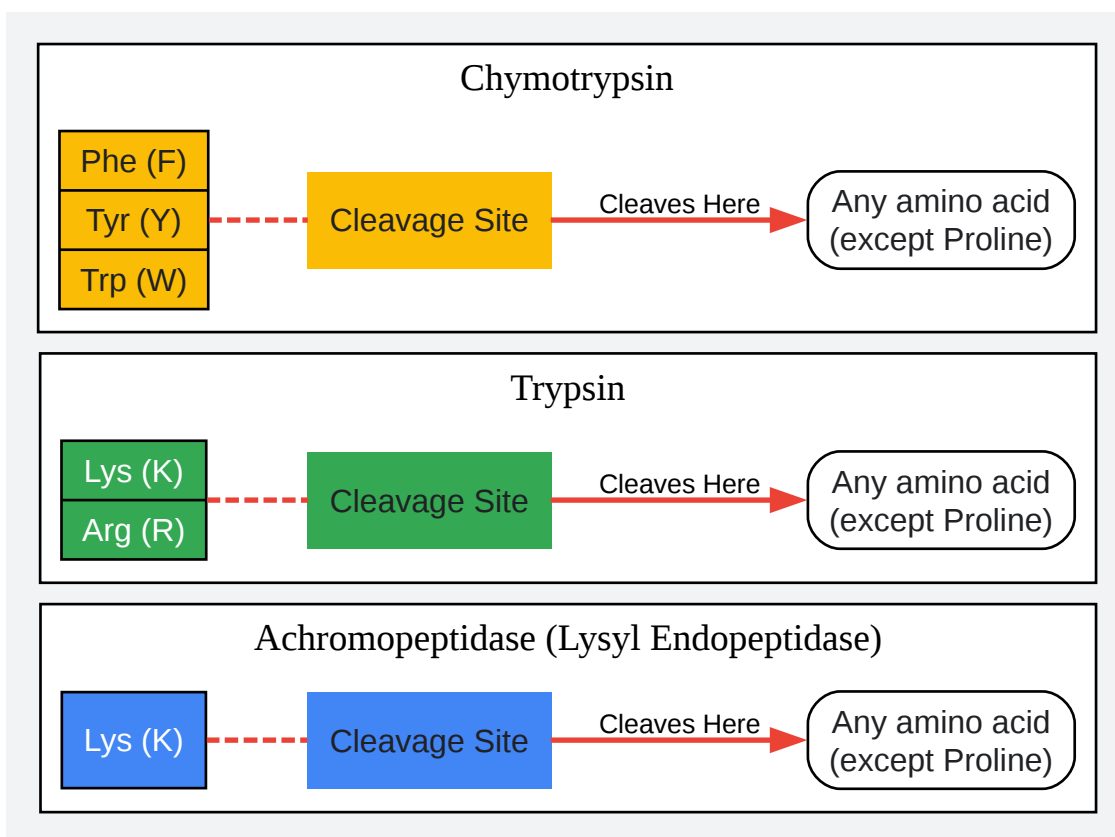 Chymotrypsin
Phe (F)
Tyr (Y)
Trp (W)
Cleavage Site
Cleaves Here
Any amino acid
(except Proline)
Trypsin
Lys (K)
Arg (R)
Cleavage Site
Cleaves Here
Any amino acid
(except Proline)
Achromopeptidase (Lysyl Endopeptidase)
Lys (K)
Cleavage Site
Cleaves Here
Any amino acid
(except Proline)